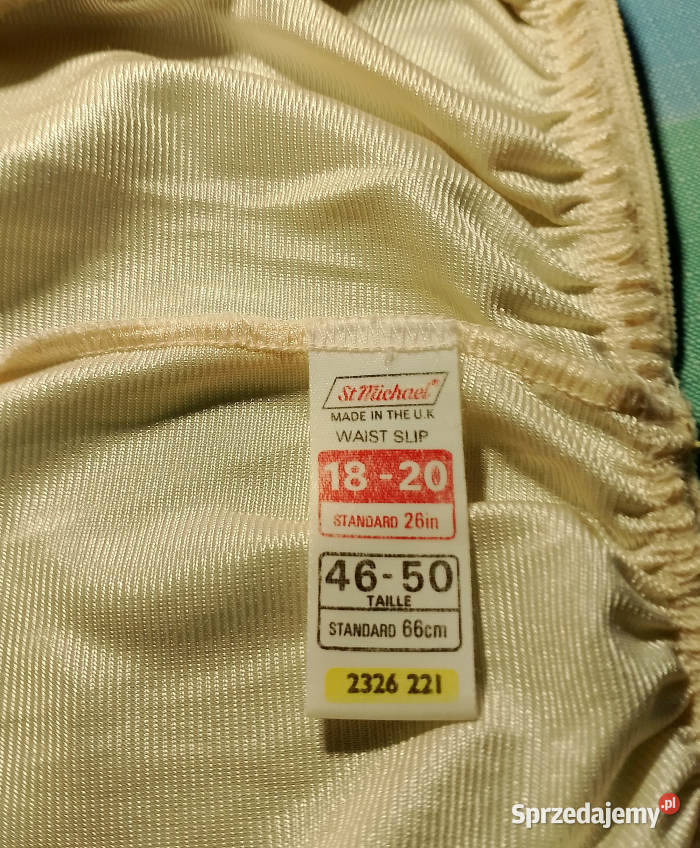 St Michael®
MADE IN THE U.K
WAIST SLIP
18-20
STANDARD 26in
46-50
TAILLE
STANDARD 66cm
2326 221
Sprzedajemy.pl